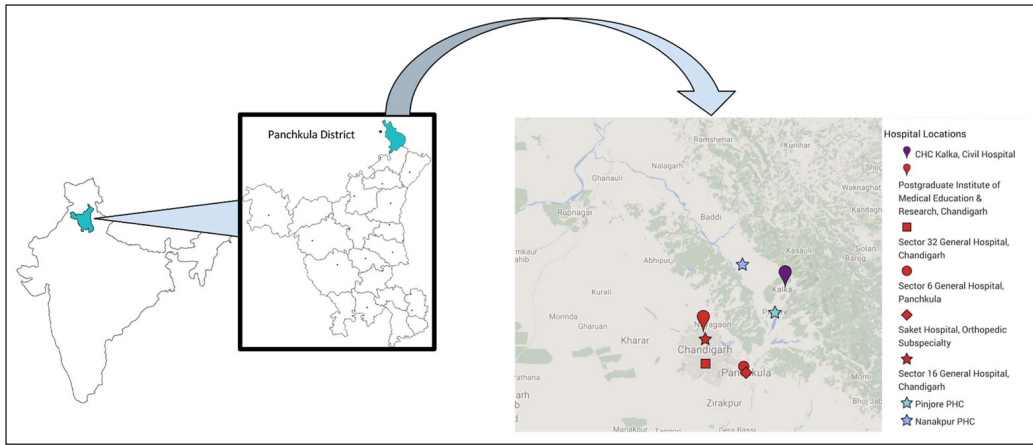 Panchkula District
Ramshehar
Kunihar
Nalagarh
Ghanauli
Waknaghat
Rupnagar
Baddi
Kandagh
Kasauli
Solan
Barog
Abhipur
Kurali
Kalka
Morinda
Gharuan
Nayagaon
Kharar
Chandigarh
Panchkula
Morni
Zirakpur
Dera Bassi
Manakpur
Hospital Locations
CHC Kalka, Civil Hospital
Postgraduate Institute of
Medical Education &
Research, Chandigarh
Sector 32 General Hospital,
Chandigarh
Sector 6 General Hospital,
Panchkula
Saket Hospital, Orthopedic
Subspecialty
Sector 16 General Hospital,
Chandigarh
Pinjore PHC
Nanakpur PHC